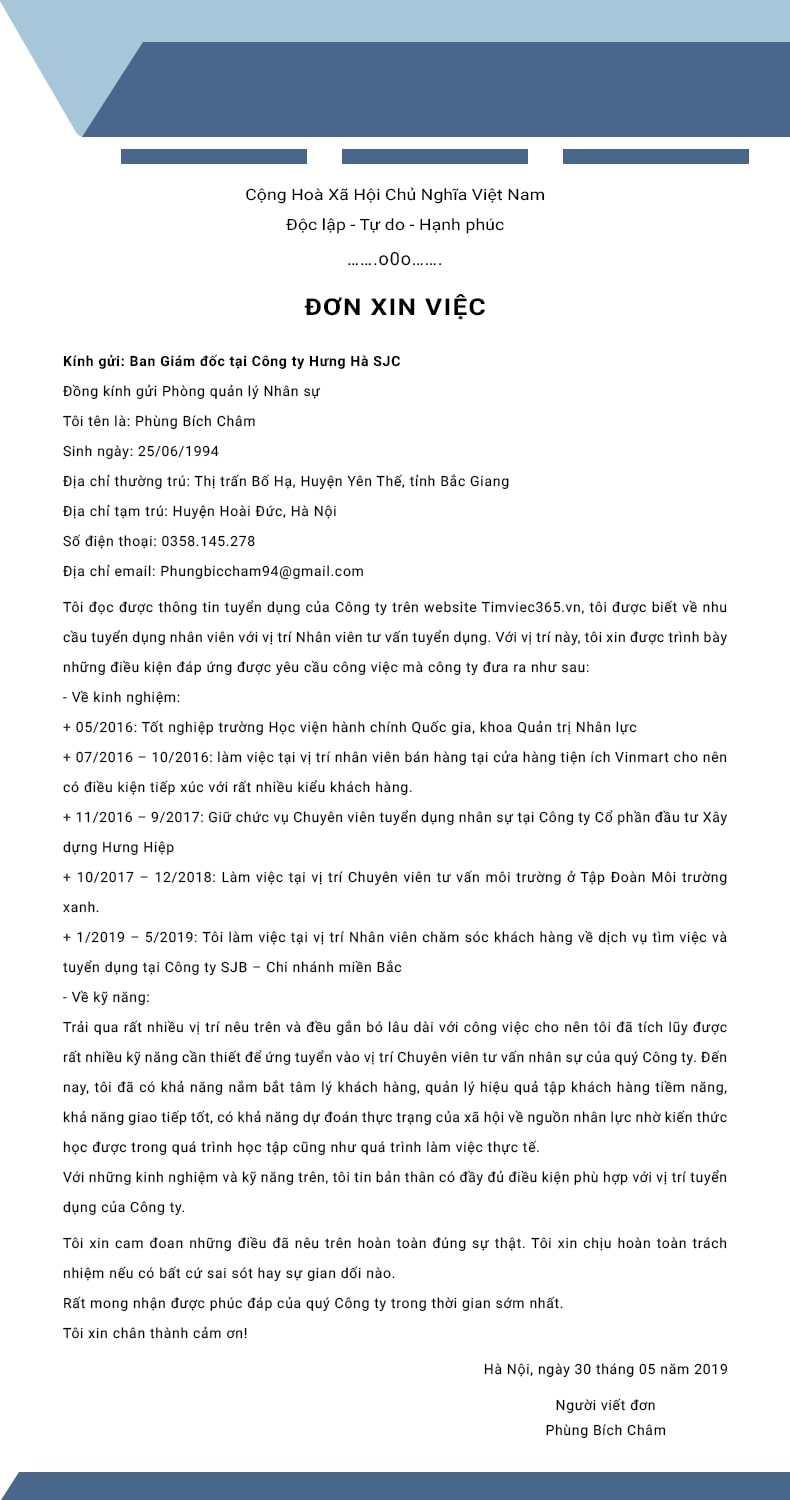 Cộng Hoà Xã Hội Chủ Nghĩa Việt Nam
Độc lập - Tự do - Hạnh phúc
…….o0o…….
ĐƠN XIN VIỆC
Kính gửi: Ban Giám đốc tại Công ty Hưng Hà SJC
Đồng kính gửi Phòng quản lý Nhân sự
Tôi tên là: Phùng Bích Châm
Sinh ngày: 25/06/1994
Địa chỉ thường trú: Thị trấn Bố Hạ, Huyện Yên Thế, tỉnh Bắc Giang
Địa chỉ tạm trú: Huyện Hoài Đức, Hà Nội
Số điện thoại: 0358.145.278
Địa chỉ email: Phungbiccham94@gmail.com
Tôi đọc được thông tin tuyển dụng của Công ty trên website Timviec365.vn, tôi được biết về nhu
cầu tuyển dụng nhân viên với vị trí Nhân viên tư vấn tuyển dụng. Với vị trí này, tôi xin được trình bày
những điều kiện đáp ứng được yêu cầu công việc mà công ty đưa ra như sau:
- Về kinh nghiệm:
+ 05/2016: Tốt nghiệp trường Học viện hành chính Quốc gia, khoa Quản trị Nhân lực
+ 07/2016 – 10/2016: làm việc tại vị trí nhân viên bán hàng tại cửa hàng tiện ích Vinmart cho nên
có điều kiện tiếp xúc với rất nhiều kiểu khách hàng.
+ 11/2016 – 9/2017: Giữ chức vụ Chuyên viên tuyển dụng nhân sự tại Công ty Cổ phần đầu tư Xây
dựng Hưng Hiệp
+ 10/2017 – 12/2018: Làm việc tại vị trí Chuyên viên tư vấn môi trường ở Tập Đoàn Môi trường
xanh.
+ 1/2019 – 5/2019: Tôi làm việc tại vị trí Nhân viên chăm sóc khách hàng về dịch vụ tìm việc và
tuyển dụng tại Công ty SJB – Chi nhánh miền Bắc
- Về kỹ năng:
Trải qua rất nhiều vị trí nêu trên và đều gắn bó lâu dài với công việc cho nên tôi đã tích lũy được
rất nhiều kỹ năng cần thiết để ứng tuyển vào vị trí Chuyên viên tư vấn nhân sự của quý Công ty. Đến
nay, tôi đã có khả năng nắm bắt tâm lý khách hàng, quản lý hiệu quả tập khách hàng tiềm năng,
khả năng giao tiếp tốt, có khả năng dự đoán thực trạng của xã hội về nguồn nhân lực nhờ kiến thức
học được trong quá trình học tập cũng như quá trình làm việc thực tế.
Với những kinh nghiệm và kỹ năng trên, tôi tin bản thân có đầy đủ điều kiện phù hợp với vị trí tuyển
dụng của Công ty.
Tôi xin cam đoan những điều đã nêu trên hoàn toàn đúng sự thật. Tôi xin chịu hoàn toàn trách
nhiệm nếu có bất cứ sai sót hay sự gian dối nào.
Rất mong nhận được phúc đáp của quý Công ty trong thời gian sớm nhất.
Tôi xin chân thành cảm ơn!
Hà Nội, ngày 30 tháng 05 năm 2019
Người viết đơn
Phùng Bích Châm